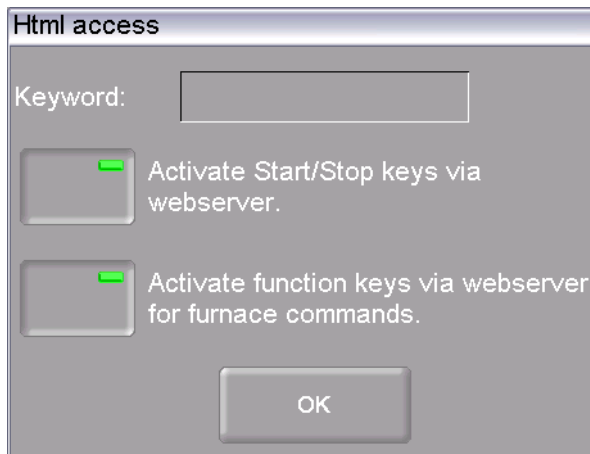 Html access
Keyword:
Activate Start/Stop keys via
webserver.
Activate function keys via webserver
for furnace commands.
OK